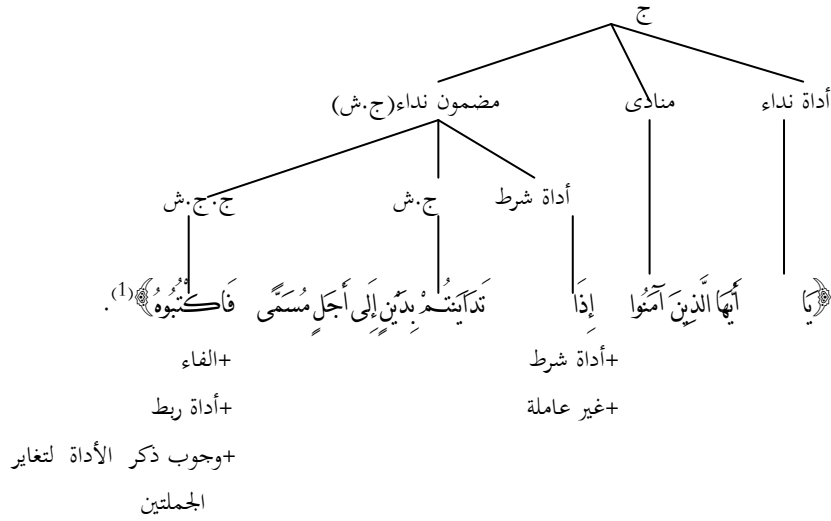 ج
أداة نداء منادى مضمون نداء(ج.ش)
أداة شرط ج.ش ج.ج.ش
﴿يَا أَيُّهَا الَّذِينَ آمَنُوا إِذَا تَدَايَنتُمْ بِدَيْنٍ إِلَى أَجَلٍ مُسَمًّى فَاكْتُبُوهُ﴾(1).
+أداة شرط +الفاء
+غير عاملة +أداة ربط
+وجوب ذكر الأداة لتغاير
الجملتين